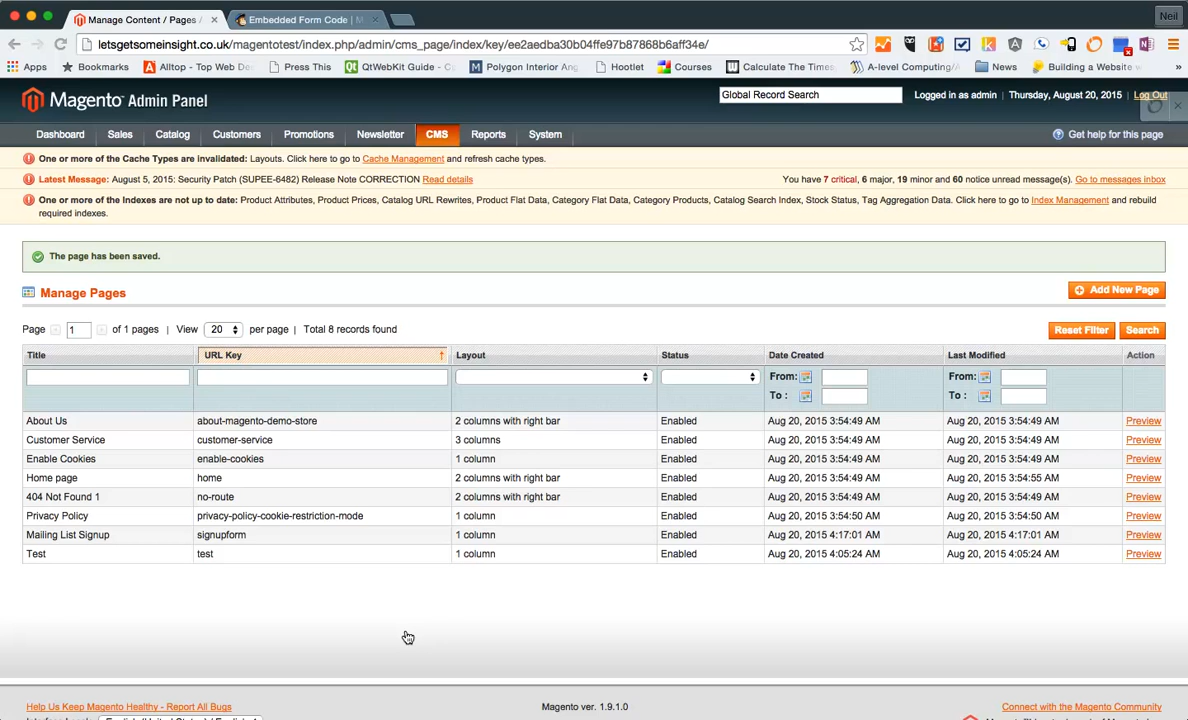 Manage Content / Pages /
Embedded Form Code | M
Neil
letsgetsomeinsight.co.uk/magentotest/index.php/admin/cms_page/index/key/ee2aedba30b04ffe97b87868b6aff34e/
Apps Bookmarks Alltop - Top Web De Press This QtWebKit Guide - C Polygon Interior An Hootlet Courses Calculate The Times A-level Computing/ News Building a Website w »
Magento Admin Panel
Global Record Search
Logged in as admin | Thursday, August 20, 2015 | Log Out
Dashboard Sales Catalog Customers Promotions Newsletter CMS Reports System
Get help for this page
One or more of the Cache Types are invalidated: Layouts. Click here to go to Cache Management and refresh cache types.
Latest Message: August 5, 2015: Security Patch (SUPEE-6482) Release Note CORRECTION Read details
You have 7 critical, 6 major, 19 minor and 60 notice unread message(s). Go to messages inbox
One or more of the Indexes are not up to date: Product Attributes, Product Prices, Catalog URL Rewrites, Product Flat Data, Category Flat Data, Category Products, Catalog Search Index, Stock Status, Tag Aggregation Data. Click here to go to Index Management and rebuild
required indexes.
The page has been saved.
Manage Pages
Add New Page
Page 1 of 1 pages | View 20 per page | Total 8 records found
Reset Filter Search
Title URL Key Layout Status Date Created Last Modified Action
From: From:
To : To :
About Us about-magento-demo-store 2 columns with right bar Enabled Aug 20, 2015 3:54:49 AM Aug 20, 2015 3:54:49 AM Preview
Customer Service customer-service 3 columns Enabled Aug 20, 2015 3:54:49 AM Aug 20, 2015 3:54:49 AM Preview
Enable Cookies enable-cookies 1 column Enabled Aug 20, 2015 3:54:49 AM Aug 20, 2015 3:54:49 AM Preview
Home page home 2 columns with right bar Enabled Aug 20, 2015 3:54:49 AM Aug 20, 2015 3:54:55 AM Preview
404 Not Found 1 no-route 2 columns with right bar Enabled Aug 20, 2015 3:54:49 AM Aug 20, 2015 3:54:49 AM Preview
Privacy Policy privacy-policy-cookie-restriction-mode 1 column Enabled Aug 20, 2015 3:54:50 AM Aug 20, 2015 3:54:50 AM Preview
Mailing List Signup signupform 1 column Enabled Aug 20, 2015 4:17:01 AM Aug 20, 2015 4:17:01 AM Preview
Test test 1 column Enabled Aug 20, 2015 4:05:24 AM Aug 20, 2015 4:05:24 AM Preview
Help Us Keep Magento Healthy - Report All Bugs
Magento ver. 1.9.1.0
Connect with the Magento Community